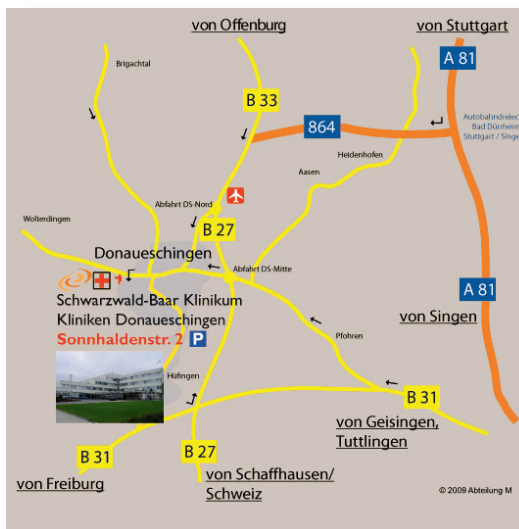 von Offenburg
von Stuttgart
A 81
Brigachtal
B 33
864
Autobahndreieck
Bad Dürrheim
Stuttgart / Singe
Heidenhofen
Aasen
Abfahrt DS-Nord
Wolterdingen
B 27
Donaueschingen
Abfahrt DS-Mitte
Schwarzwald-Baar Klinikum
Kliniken Donaueschingen
Sonnhaldenstr. 2 P
A 81
von Singen
Pfohren
Hüfingen
B 31
von Geisingen,
Tuttlingen
B 31
B 27
von Freiburg
von Schaffhausen/
Schweiz
© 2009 Abteilung M